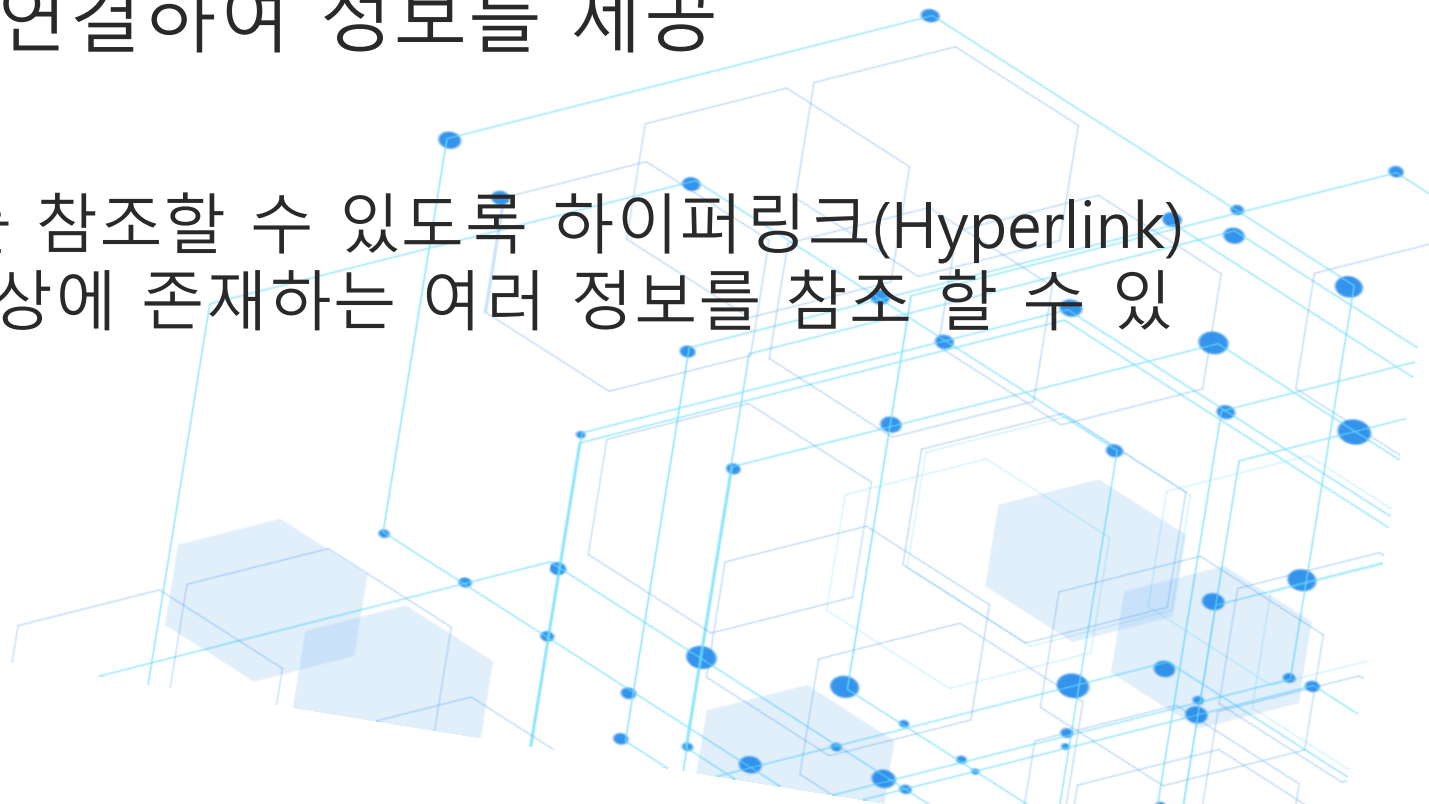 연결하여 정보를 제공
참조할 수 있도록 하이퍼링크(Hyperlink)
상에 존재하는 여러 정보를 참조 할 수 있